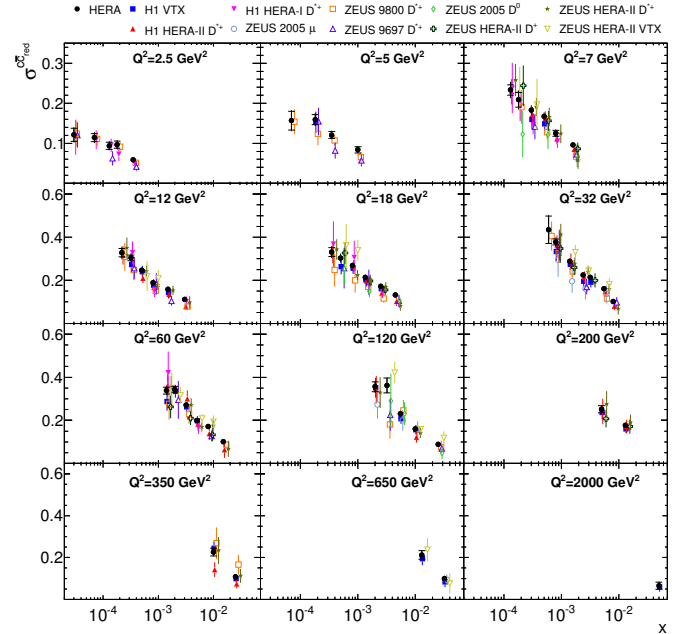 HERA H1 VTX H1 HERA-I D*+ ZEUS 9800 D*+ ZEUS 2005 D0 ZEUS HERA-II D*+
H1 HERA-II D*+ ZEUS 2005 μ ZEUS 9697 D*+ ZEUS HERA-II D+ ZEUS HERA-II VTX
σ c c̄ red
Q²=2.5 GeV² Q²=5 GeV² Q²=7 GeV²
0.3
0.2
0.1
Q²=12 GeV² Q²=18 GeV² Q²=32 GeV²
0.6
0.4
0.2
Q²=60 GeV² Q²=120 GeV² Q²=200 GeV²
0.6
0.4
0.2
Q²=350 GeV² Q²=650 GeV² Q²=2000 GeV²
0.6
0.4
0.2
10⁻⁴ 10⁻³ 10⁻² 10⁻⁴ 10⁻³ 10⁻² 10⁻⁴ 10⁻³ 10⁻²
x